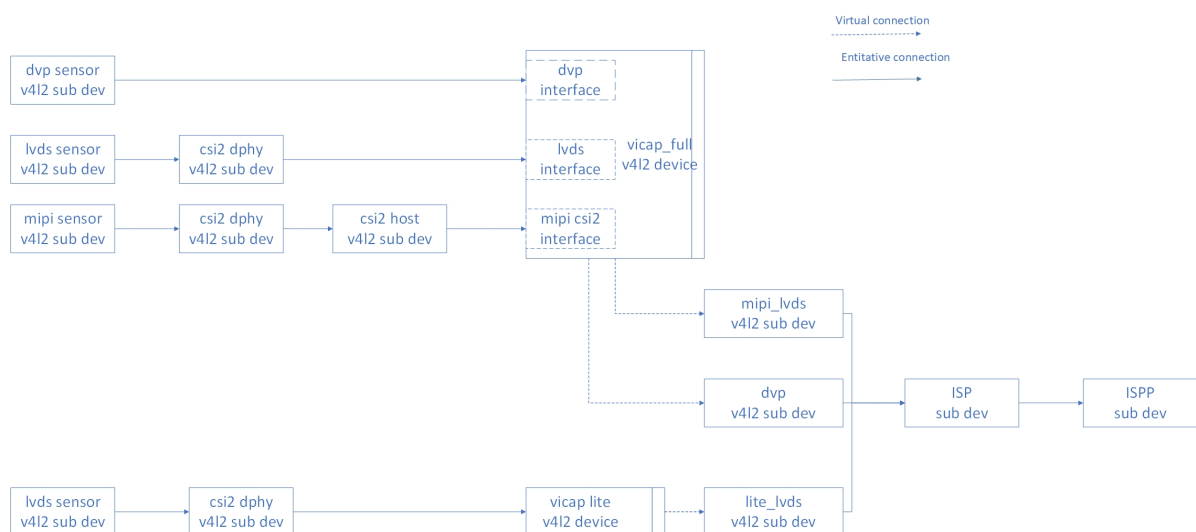 Virtual connection
Entitative connection
dvp sensor
v4l2 sub dev
dvp
interface
lvds sensor
v4l2 sub dev
csi2 dphy
v4l2 sub dev
lvds
interface
vicap_full
v4l2 device
mipi sensor
v4l2 sub dev
csi2 dphy
v4l2 sub dev
csi2 host
v4l2 sub dev
mipi csi2
interface
mipi_lvds
v4l2 sub dev
dvp
v4l2 sub dev
ISP
sub dev
ISPP
sub dev
lvds sensor
v4l2 sub dev
csi2 dphy
v4l2 sub dev
vicap lite
v4l2 device
lite_lvds
v4l2 sub dev